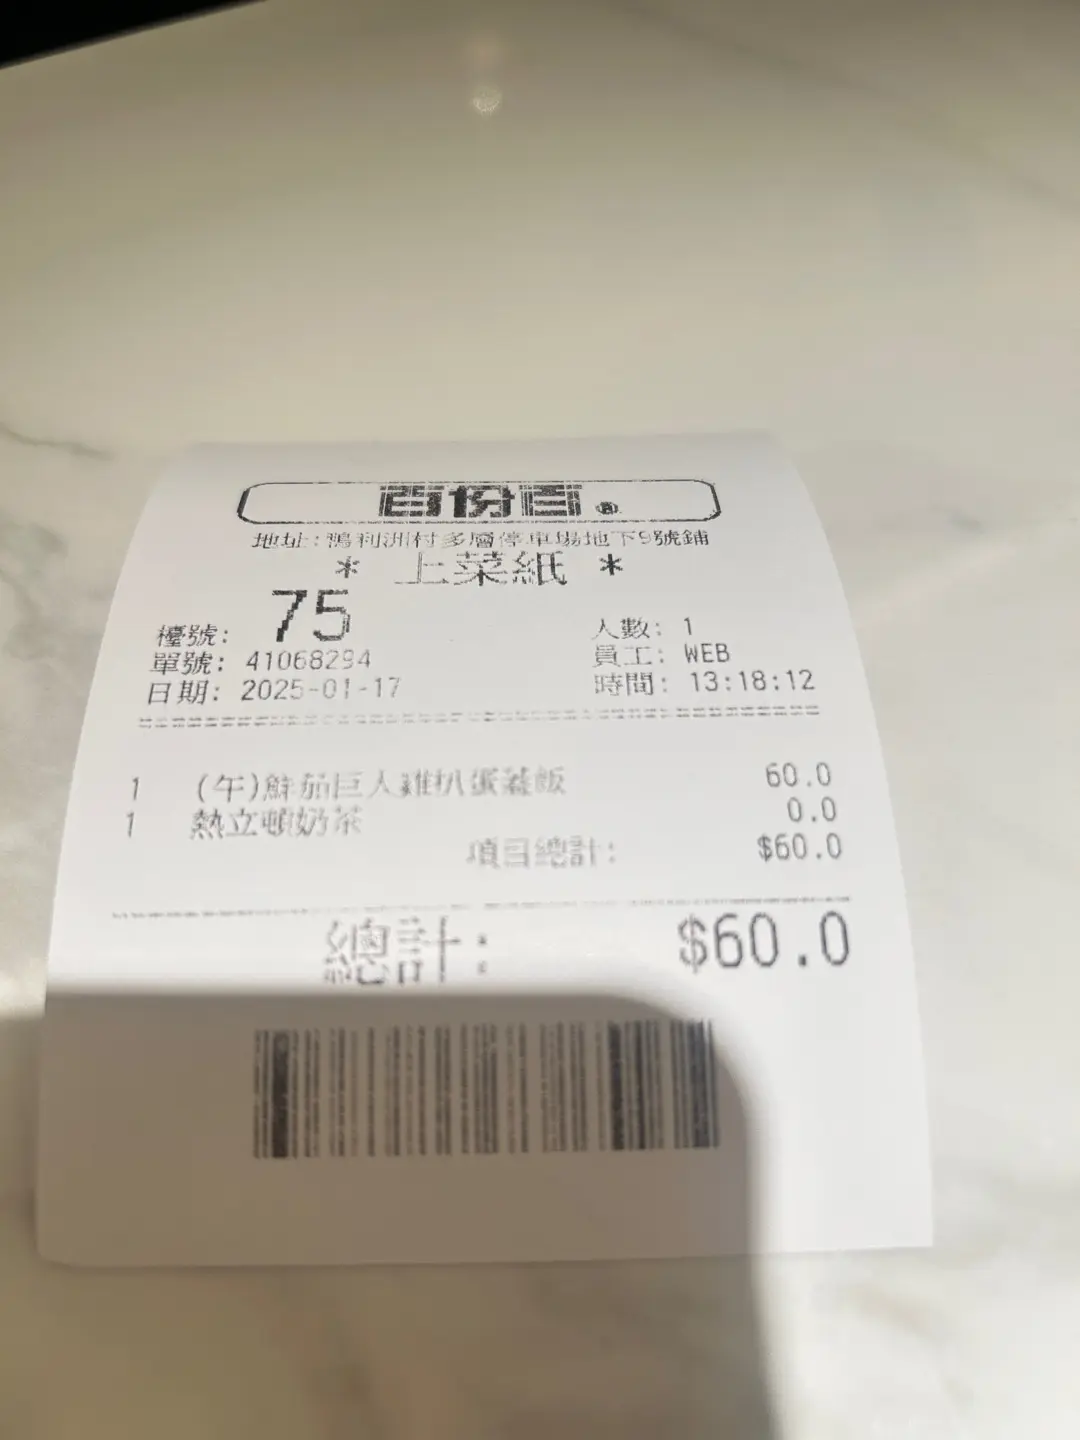 百份百®
地址:鴨利洲村多層停車場地下9號鋪
* 上菜紙 *
檯號: 75 人數: 1
單號: 41068294 員工: WEB
日期: 2025-01-17 時間: 13:18:12
1 (午)鮮茄巨人雞扒蛋蓋飯 60.0
1 熱立頓奶茶 0.0
項目總計: $60.0
總計: $60.0